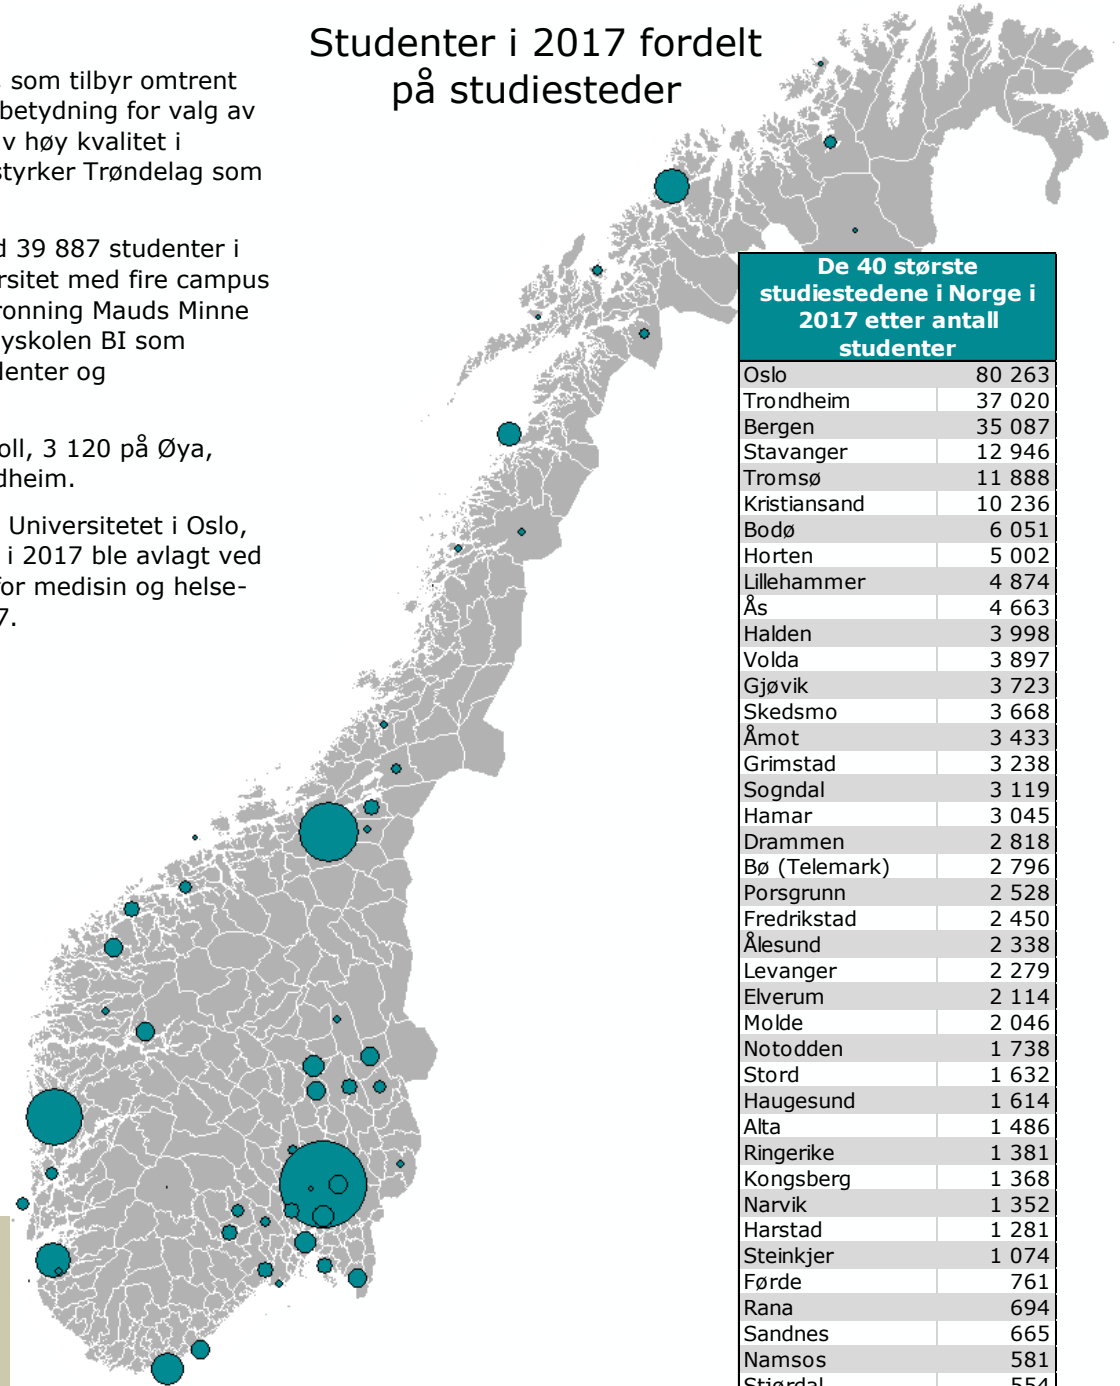 Studenter i 2017 fordelt
på studiesteder
som tilbyr omtrent
betydning for valg av
v høy kvalitet i
styrker Trøndelag som
d 39 887 studenter i
ersitet med fire campus
ronning Mauds Minne
yskolen BI som
denter og
oll, 3 120 på Øya,
dheim.
Universitetet i Oslo,
i 2017 ble avlagt ved
for medisin og helse-
7.
De 40 største
studiestedene i Norge i
2017 etter antall
studenter
Oslo 80 263
Trondheim 37 020
Bergen 35 087
Stavanger 12 946
Tromsø 11 888
Kristiansand 10 236
Bodø 6 051
Horten 5 002
Lillehammer 4 874
Ås 4 663
Halden 3 998
Volda 3 897
Gjøvik 3 723
Skedsmo 3 668
Åmot 3 433
Grimstad 3 238
Sogndal 3 119
Hamar 3 045
Drammen 2 818
Bø (Telemark) 2 796
Porsgrunn 2 528
Fredrikstad 2 450
Ålesund 2 338
Levanger 2 279
Elverum 2 114
Molde 2 046
Notodden 1 738
Stord 1 632
Haugesund 1 614
Alta 1 486
Ringerike 1 381
Kongsberg 1 368
Narvik 1 352
Harstad 1 281
Steinkjer 1 074
Førde 761
Rana 694
Sandnes 665
Namsos 581
Stjørdal 554